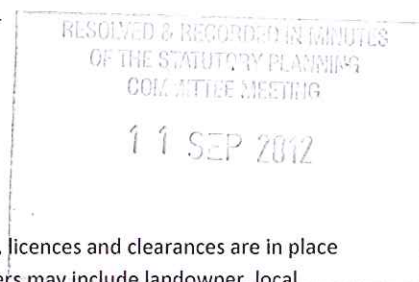 RESOLVED & RECORDED IN MINUTES
OF THE STATUTORY PLANNING
COMMITTEE MEETING
11 SEP 2012
, licences and clearances are in place
ers may include landowner, local